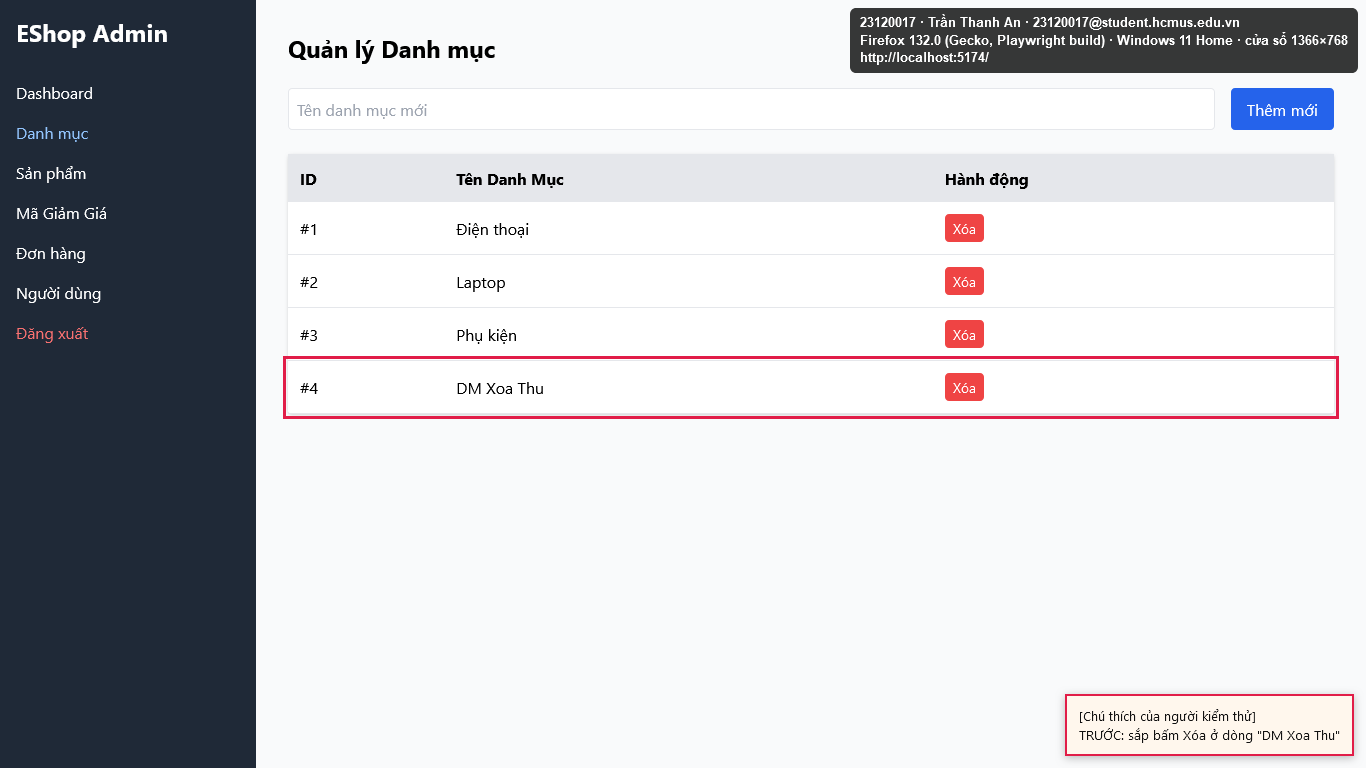 EShop Admin
Dashboard
Danh mục
Sản phẩm
Mã Giảm Giá
Đơn hàng
Người dùng
Đăng xuất
23120017 · Trần Thanh An · 23120017@student.hcmus.edu.vn
Firefox 132.0 (Gecko, Playwright build) · Windows 11 Home · cửa sổ 1366×768
http://localhost:5174/
Quản lý Danh mục
Tên danh mục mới
Thêm mới
ID Tên Danh Mục Hành động
#1 Điện thoại Xóa
#2 Laptop Xóa
#3 Phụ kiện Xóa
#4 DM Xoa Thu Xóa
[Chú thích của người kiểm thử]
TRƯỚC: sắp bấm Xóa ở dòng "DM Xoa Thu"